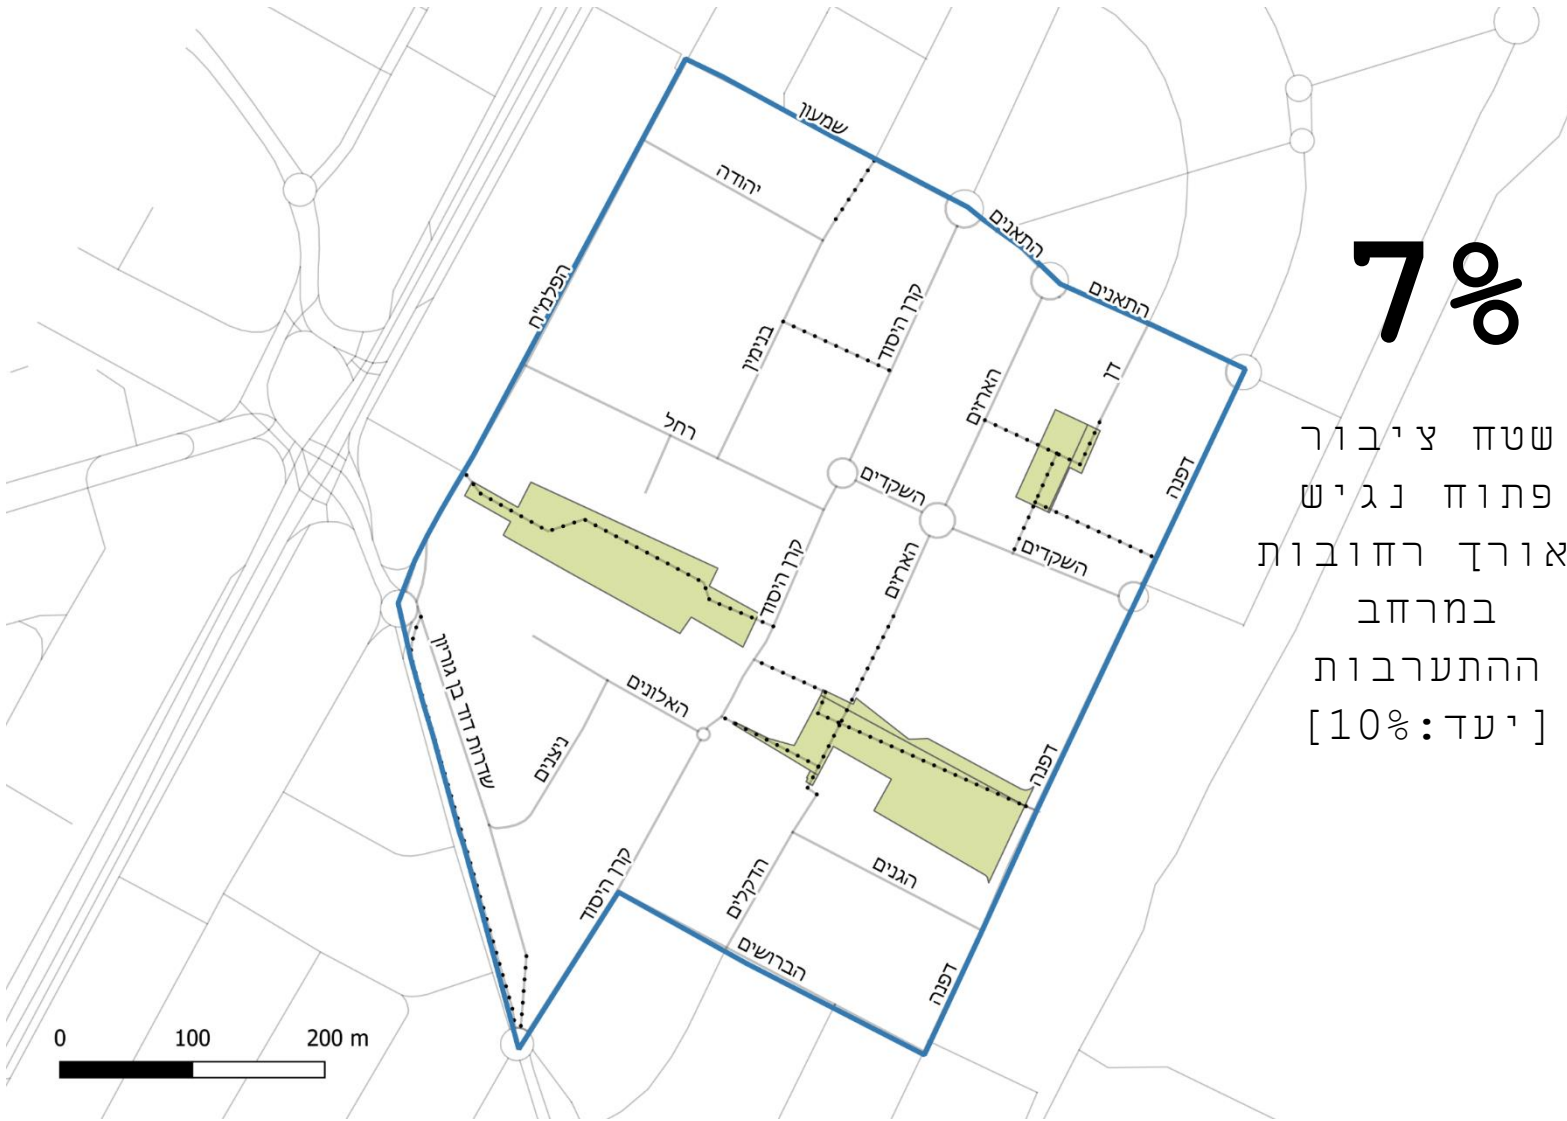 שמעון
יהודה
התאנים
התאנים
הפלמ"ח
קרן היסוד
בנימין
דן
הארזים
רחל
דפנה
השקדים
השקדים
קרן היסוד
הארזים
שדרות דוד בן גוריון
האלונים
ניצנים
דפנה
קרן היסוד
הדקלים
הגנים
הברושים
דפנה
0 100 200 m
7%
שטח ציבור
פתוח נגיש
אורך רחובות
במרחב
ההתערבות
[יעד:10%]